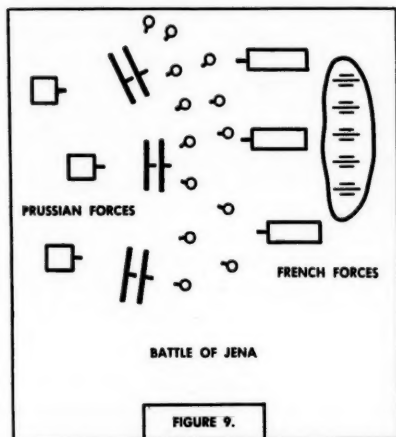 PRUSSIAN FORCES
FRENCH FORCES
BATTLE OF JENA
FIGURE 9.